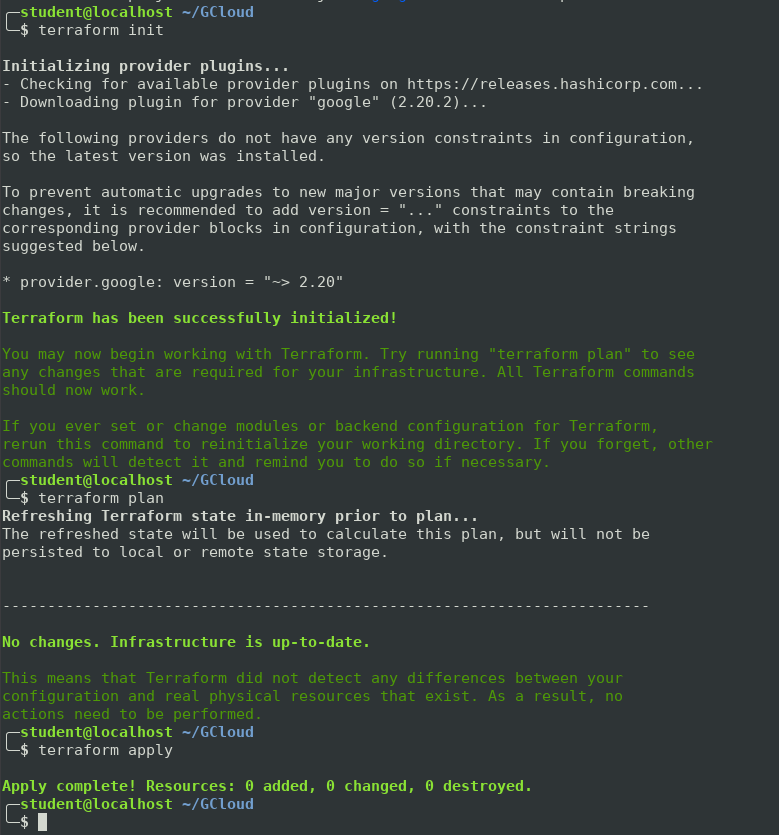 ╭─student@localhost ~/GCloud
╰─$ terraform init
Initializing provider plugins...
- Checking for available provider plugins on https://releases.hashicorp.com...
- Downloading plugin for provider "google" (2.20.2)...
The following providers do not have any version constraints in configuration,
so the latest version was installed.
To prevent automatic upgrades to new major versions that may contain breaking
changes, it is recommended to add version = "..." constraints to the
corresponding provider blocks in configuration, with the constraint strings
suggested below.
* provider.google: version = "~> 2.20"
Terraform has been successfully initialized!
You may now begin working with Terraform. Try running "terraform plan" to see
any changes that are required for your infrastructure. All Terraform commands
should now work.
If you ever set or change modules or backend configuration for Terraform,
rerun this command to reinitialize your working directory. If you forget, other
commands will detect it and remind you to do so if necessary.
╭─student@localhost ~/GCloud
╰─$ terraform plan
Refreshing Terraform state in-memory prior to plan...
The refreshed state will be used to calculate this plan, but will not be
persisted to local or remote state storage.
------------------------------------------------------------------------
No changes. Infrastructure is up-to-date.
This means that Terraform did not detect any differences between your
configuration and real physical resources that exist. As a result, no
actions need to be performed.
╭─student@localhost ~/GCloud
╰─$ terraform apply
Apply complete! Resources: 0 added, 0 changed, 0 destroyed.
╭─student@localhost ~/GCloud
╰─$